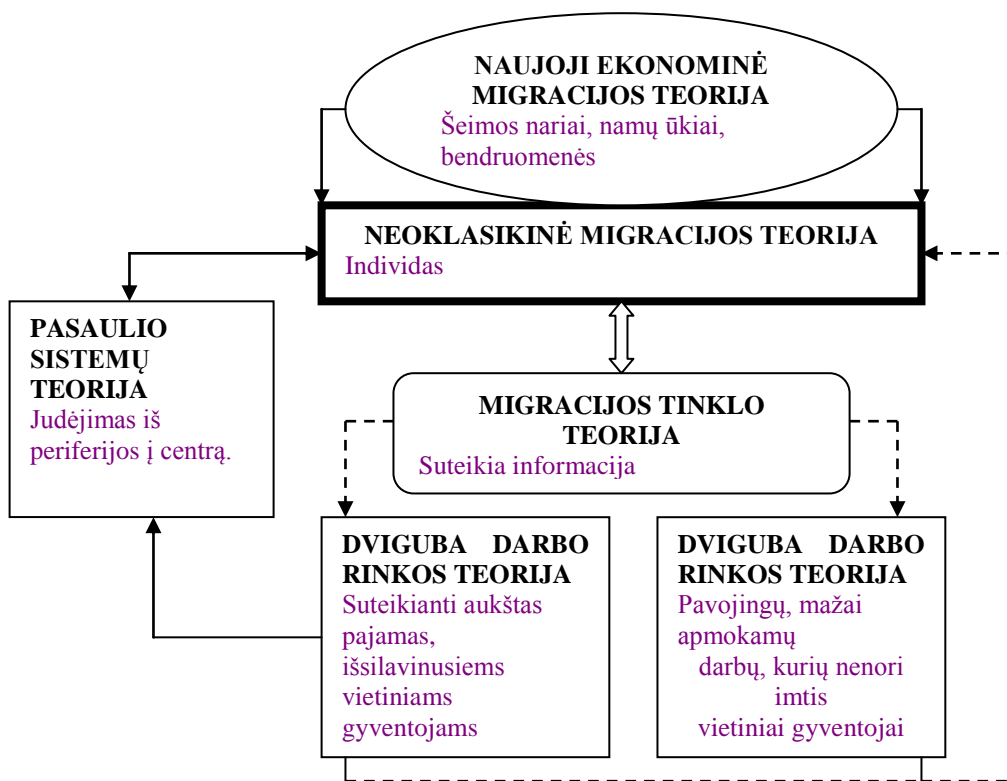 NAUJOJI EKONOMINĖ
MIGRACIJOS TEORIJA
Šeimos nariai, namų ūkiai,
bendruomenės
NEOKLASIKINĖ MIGRACIJOS TEORIJA
Individas
PASAULIO
SISTEMŲ
TEORIJA
Judėjimas iš
periferijos į centrą.
MIGRACIJOS TINKLO
TEORIJA
Suteikia informacija
DVIGUBA DARBO
RINKOS TEORIJA
Suteikianti aukštas
pajamas,
išsilavinusiems
vietiniams
gyventojams
DVIGUBA DARBO
RINKOS TEORIJA
Pavojingų, mažai
apmokamų
darbų, kurių nenori
imtis
vietiniai gyventojai